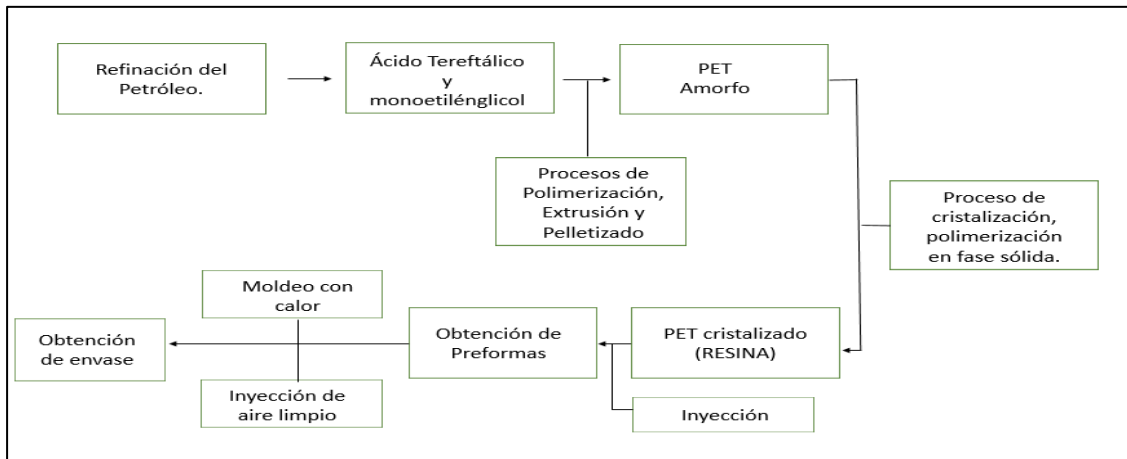 Refinación del
Petróleo.
Ácido Tereftálico
y
monoetilénglicol
PET
Amorfo
Procesos de
Polimerización,
Extrusión y
Pelletizado
Proceso de
cristalización,
polimerización
en fase sólida.
Moldeo con
calor
Obtención
de envase
Obtención de
Preformas
PET cristalizado
(RESINA)
Inyección de
aire limpio
Inyección